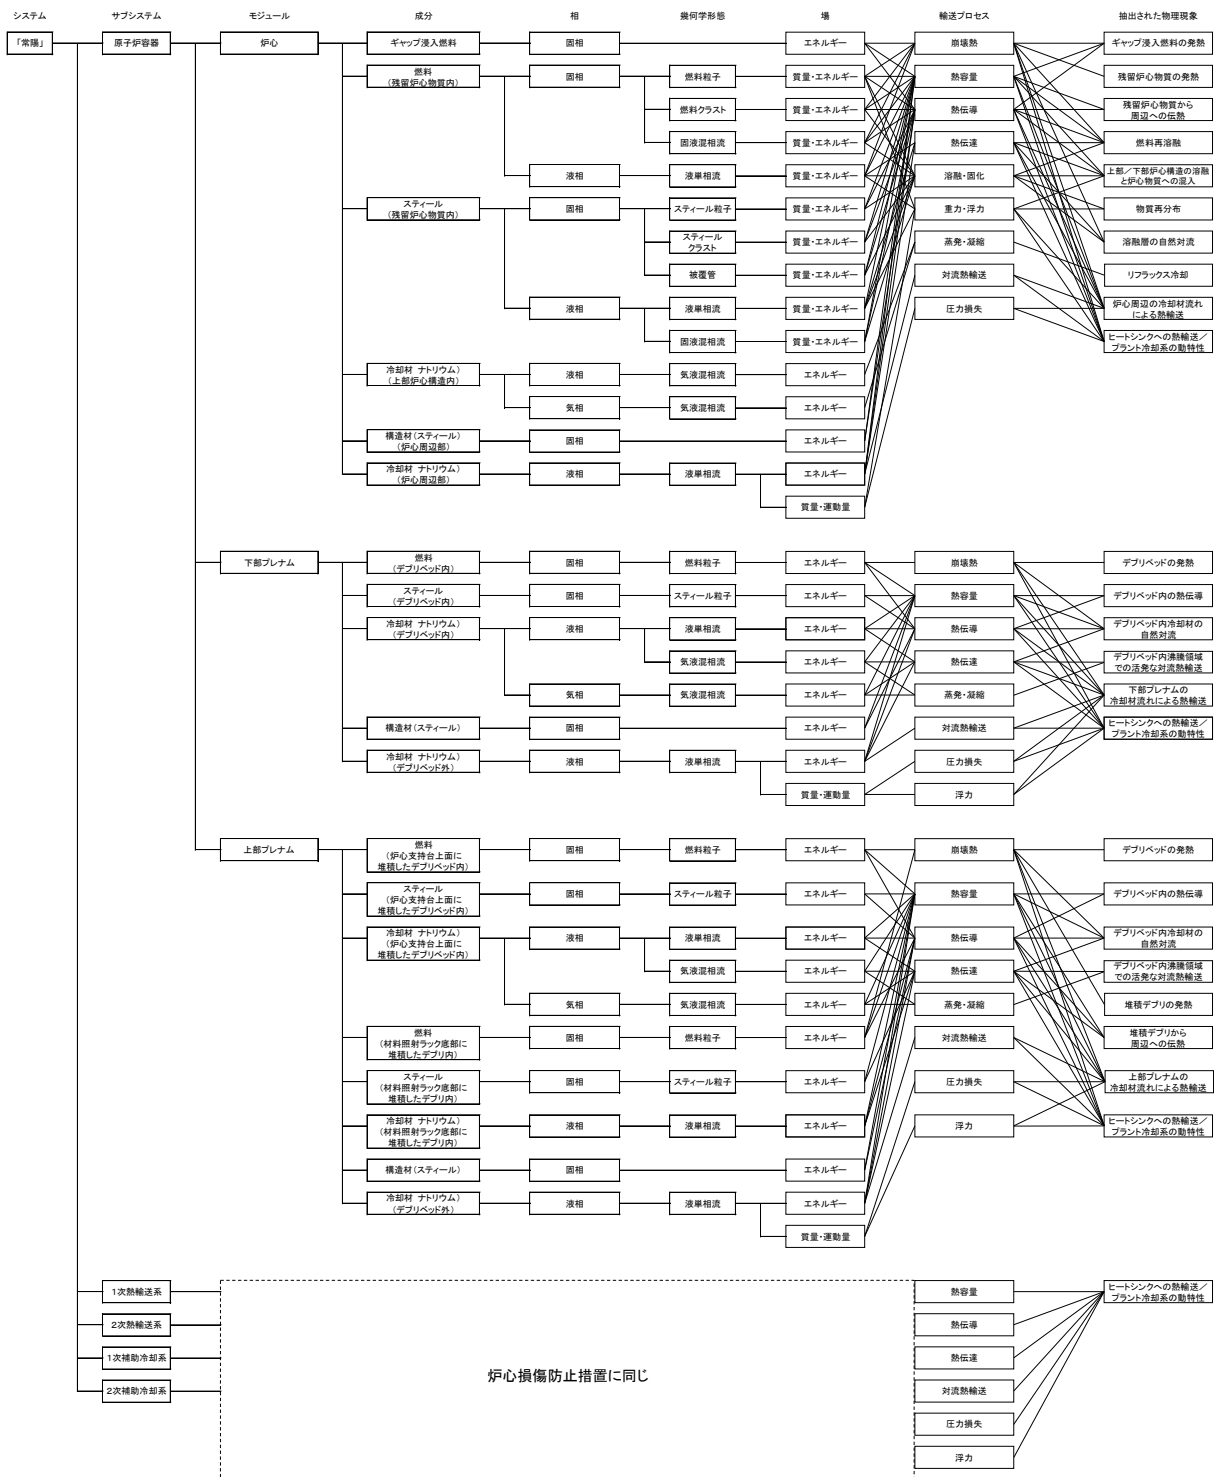 システム サブシステム モジュール 成分 相 幾何学形態 場 輸送プロセス 抽出された物理現象
「常陽」 原子炉容器 炉心 ギャップ浸入燃料 固相 エネルギー 崩壊熱 ギャップ浸入燃料の発熱
燃料
（残留炉心物質内） 固相 燃料粒子 質量・エネルギー 熱容量 残留炉心物質の発熱
燃料クラスト 質量・エネルギー 熱伝導 残留炉心物質から
周辺への伝熱
固液混相流 質量・エネルギー 熱伝達 燃料再溶融
液相 液単相流 質量・エネルギー 溶融・固化 上部／下部炉心構造の溶融
と炉心物質への混入
スティール
（残留炉心物質内） 固相 スティール粒子 質量・エネルギー 重力・浮力 物質再分布
スティール
クラスト 質量・エネルギー 蒸発・凝縮 溶融層の自然対流
被覆管 質量・エネルギー 対流熱輸送 リフラックス冷却
液相 液単相流 質量・エネルギー 圧力損失 炉心周辺の冷却材流れ
による熱輸送
固液混相流 質量・エネルギー ヒートシンクへの熱輸送／
プラント冷却系の動特性
冷却材 ナトリウム）
（上部炉心構造内） 液相 気液混相流 エネルギー
気相 気液混相流 エネルギー
構造材（スティール）
（炉心周辺部） 固相 エネルギー
冷却材 ナトリウム）
（炉心周辺部） 液相 液単相流 エネルギー
質量・運動量
下部プレナム 燃料
（デブリベッド内） 固相 燃料粒子 エネルギー 崩壊熱 デブリベッドの発熱
スティール
（デブリベッド内） 固相 スティール粒子 エネルギー 熱容量 デブリベッド内の熱伝導
冷却材 ナトリウム）
（デブリベッド内） 液相 液単相流 エネルギー 熱伝導 デブリベッド内冷却材の
自然対流
気液混相流 エネルギー 熱伝達 デブリベッド内沸騰領域
での活発な対流熱輸送
気相 気液混相流 エネルギー 蒸発・凝縮 下部プレナムの
冷却材流れによる熱輸送
構造材（スティール） 固相 エネルギー 対流熱輸送 ヒートシンクへの熱輸送／
プラント冷却系の動特性
冷却材 ナトリウム）
（デブリベッド外） 液相 液単相流 エネルギー 圧力損失
質量・運動量 浮力
上部プレナム 燃料
（炉心支持台上面に
堆積したデブリベッド内） 固相 燃料粒子 エネルギー 崩壊熱 デブリベッドの発熱
スティール
（炉心支持台上面に
堆積したデブリベッド内） 固相 スティール粒子 エネルギー 熱容量 デブリベッド内の熱伝導
冷却材 ナトリウム）
（炉心支持台上面に
堆積したデブリベッド内） 液相 液単相流 エネルギー 熱伝導 デブリベッド内冷却材の
自然対流
気液混相流 エネルギー 熱伝達 デブリベッド内沸騰領域
での活発な対流熱輸送
気相 気液混相流 エネルギー 蒸発・凝縮 堆積デブリの発熱
燃料
（材料照射ラック底部に
堆積したデブリ内） 固相 燃料粒子 エネルギー 対流熱輸送 堆積デブリから
周辺への伝熱
スティール
（材料照射ラック底部に
堆積したデブリ内） 固相 スティール粒子 エネルギー 圧力損失 上部プレナムの
冷却材流れによる熱輸送
冷却材 ナトリウム）
（材料照射ラック底部に
堆積したデブリ内） 液相 液単相流 エネルギー 浮力 ヒートシンクへの熱輸送／
プラント冷却系の動特性
構造材（スティール） 固相 エネルギー
冷却材 ナトリウム）
（デブリベッド外） 液相 液単相流 エネルギー
質量・運動量
1次熱輸送系 熱容量 ヒートシンクへの熱輸送／
プラント冷却系の動特性
2次熱輸送系 熱伝導
1次補助冷却系 熱伝達
炉心損傷防止措置に同じ
2次補助冷却系 対流熱輸送
圧力損失
浮力